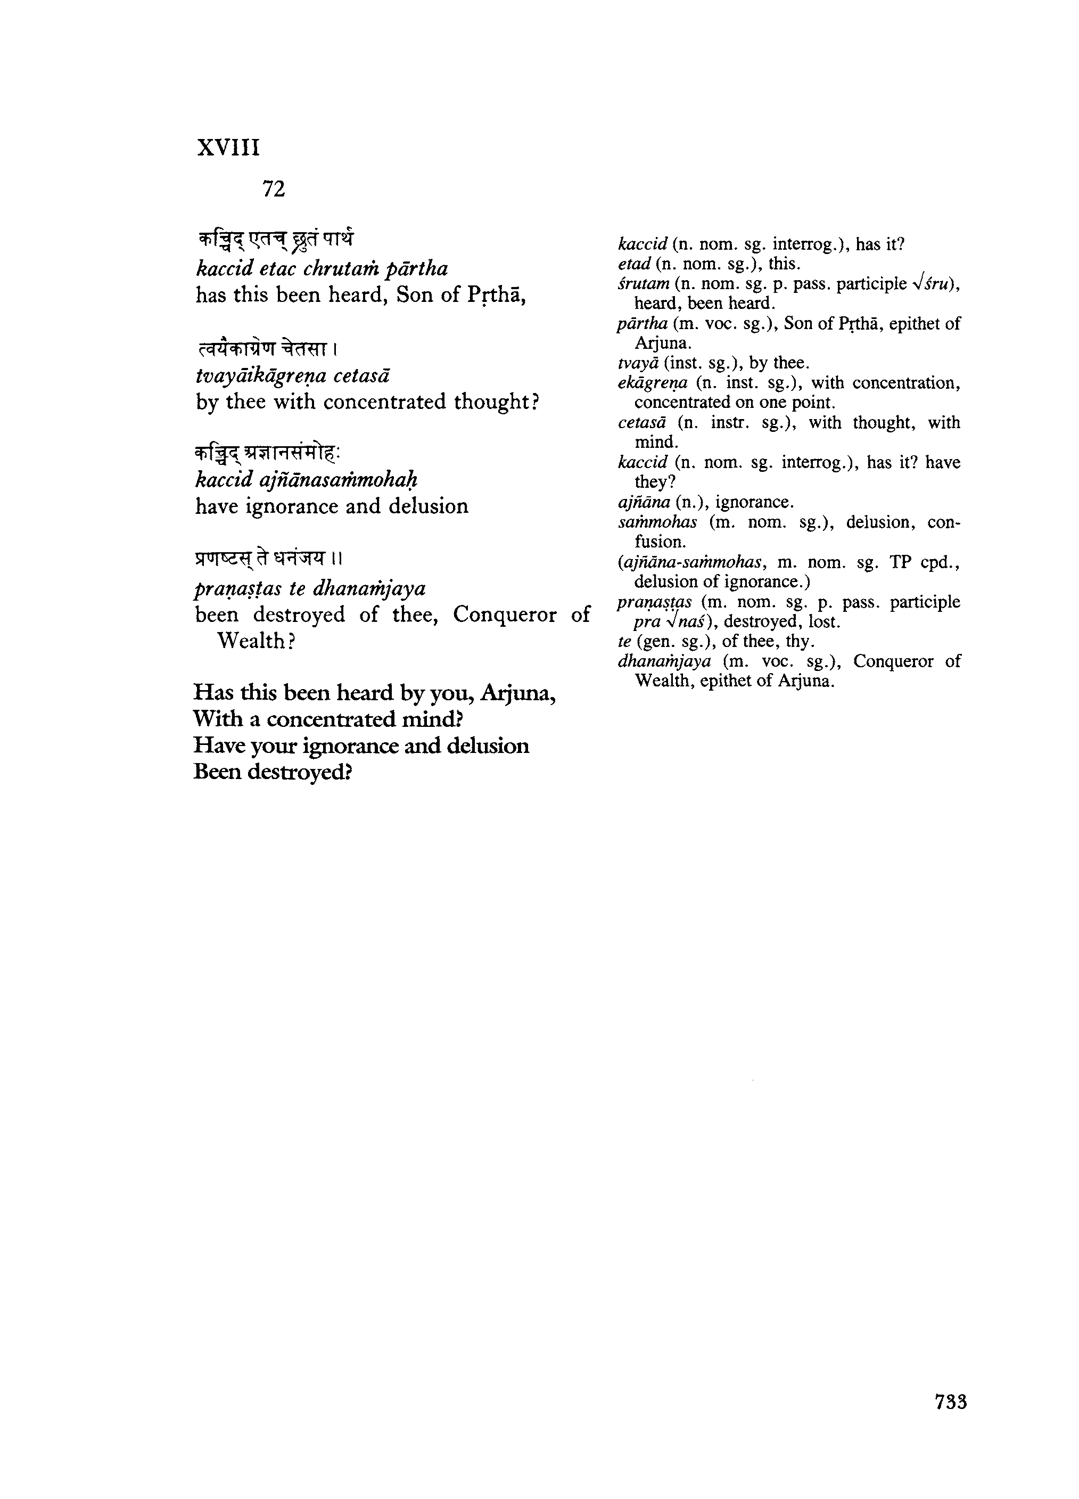 XVIII
72
कच्चिद् एतच् छ्रुतं पार्थ
kaccid etac chrutaṁ pārtha
has this been heard, Son of Pṛthā,
त्वयैकाग्रेण चेतसा ।
tvayāikāgreṇa cetasā
by thee with concentrated thought?
कच्चिद् अज्ञानसंमोहः
kaccid ajñānasaṁmohaḥ
have ignorance and delusion
प्रणष्टस् ते धनंजय ॥
praṇaṣṭas te dhanaṁjaya
been destroyed of thee, Conqueror of
Wealth?
Has this been heard by you, Arjuna,
With a concentrated mind?
Have your ignorance and delusion
Been destroyed?
kaccid (n. nom. sg. interrog.), has it?
etad (n. nom. sg.), this.
śrutam (n. nom. sg. p. pass. participle √śru),
heard, been heard.
pārtha (m. voc. sg.), Son of Pṛthā, epithet of
Arjuna.
tvayā (inst. sg.), by thee.
ekāgreṇa (n. inst. sg.), with concentration,
concentrated on one point.
cetasā (n. instr. sg.), with thought, with
mind.
kaccid (n. nom. sg. interrog.), has it? have
they?
ajñāna (n.), ignorance.
saṁmohas (m. nom. sg.), delusion, con-
fusion.
(ajñāna-saṁmohas, m. nom. sg. TP cpd.,
delusion of ignorance.)
praṇaṣṭas (m. nom. sg. p. pass. participle
pra √naś), destroyed, lost.
te (gen. sg.), of thee, thy.
dhanaṁjaya (m. voc. sg.), Conqueror of
Wealth, epithet of Arjuna.
733